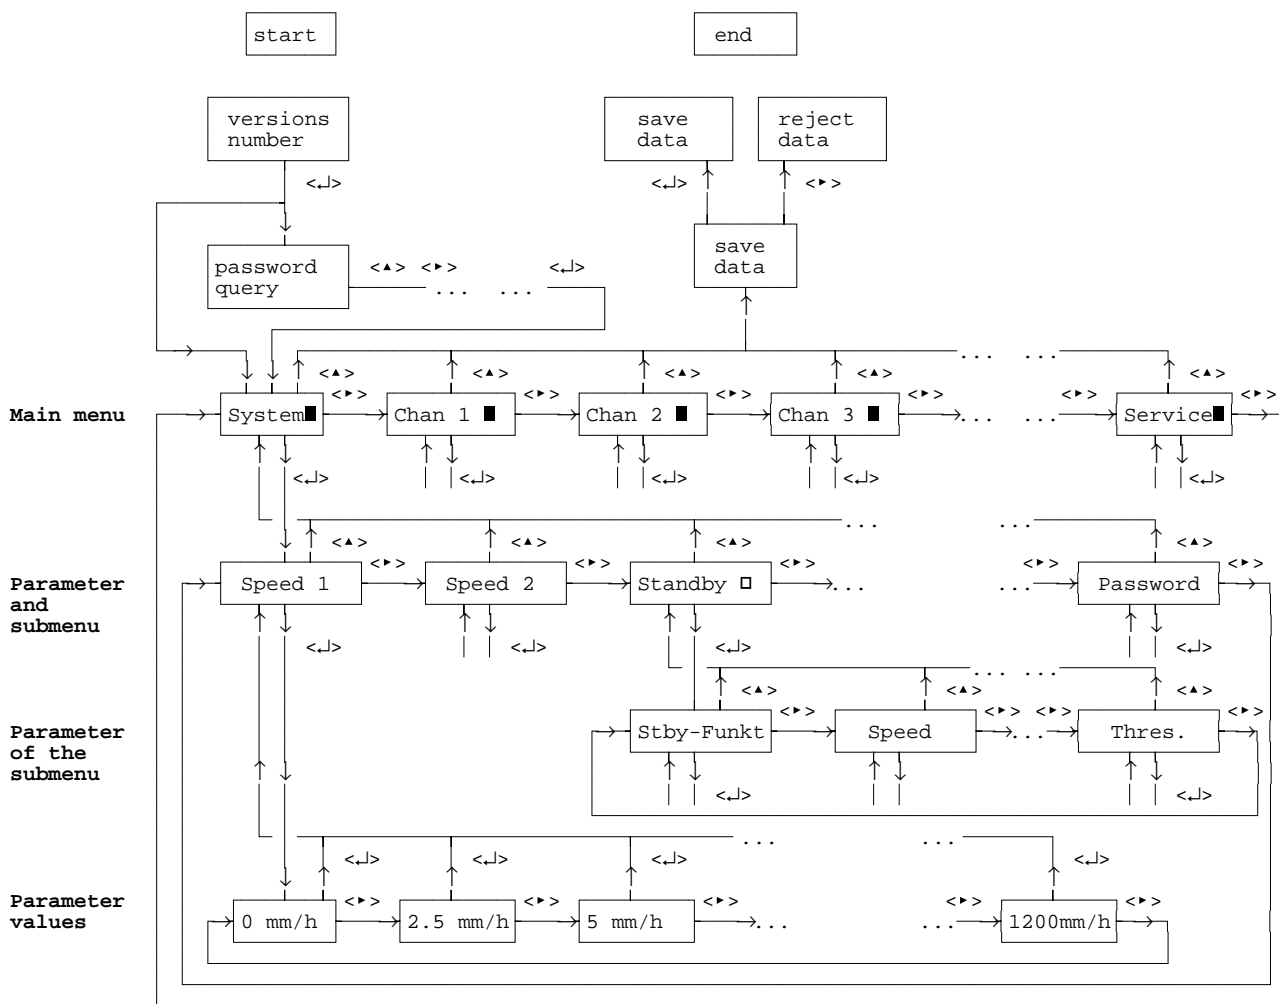 start
end
versions
number
save
data
reject
data
<↵>
<↵>
<►>
save
data
password
query
<▲> <►> <↵>
... ...
... ...
<▲> <▲> <▲> <▲> <▲>
<►> <►> <►> <►> <►> <►>
Main menu
System■
Chan 1 ■
Chan 2 ■
Chan 3 ■
... ...
Service■
<↵> <↵> <↵> <↵> <↵>
... ...
<▲> <▲> <▲> <▲>
<►> <►> <►> <►> <►>
Parameter
and
submenu
Speed 1
Speed 2
Standby □
... ...
Password
<↵> <↵> <↵> <↵>
... ...
<▲> <▲> <▲>
<►> <►> <►> <►>
Parameter
of the
submenu
Stby-Funkt
Speed
...
Thres.
<↵> <↵> <↵>
... ...
<↵> <↵> <↵> <↵>
<►> <►> <►> <►> <►>
Parameter
values
0 mm/h
2.5 mm/h
5 mm/h
... ...
1200mm/h